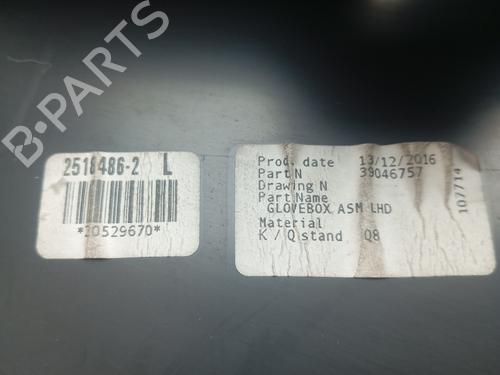 2518486-2 L
*20529670*
Prod. date 13/12/2016
Part N 39046757
Drawing N
Part Name
GLOVEBOX ASM LHD
Material
K / Q stand Q8
107714
B-PARTS